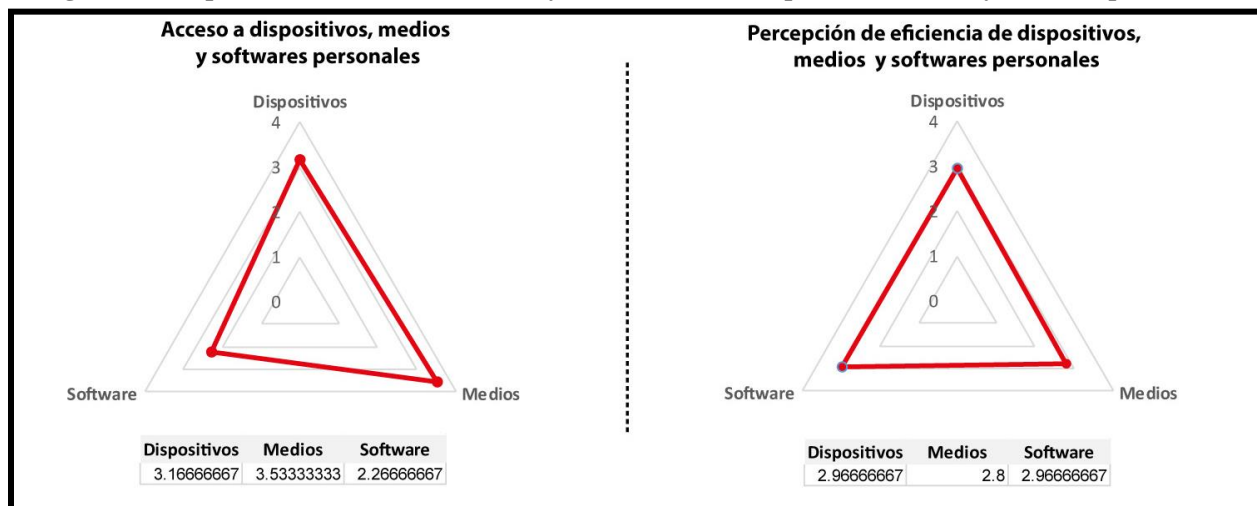 Acceso a dispositivos, medios
y softwares personales
Dispositivos
4
3
2
1
0
Software
Medios
Dispositivos Medios Software
3.16666667 3.53333333 2.26666667
Percepción de eficiencia de dispositivos,
medios y softwares personales
Dispositivos
4
3
2
1
0
Software
Medios
Dispositivos Medios Software
2.96666667 2.8 2.96666667